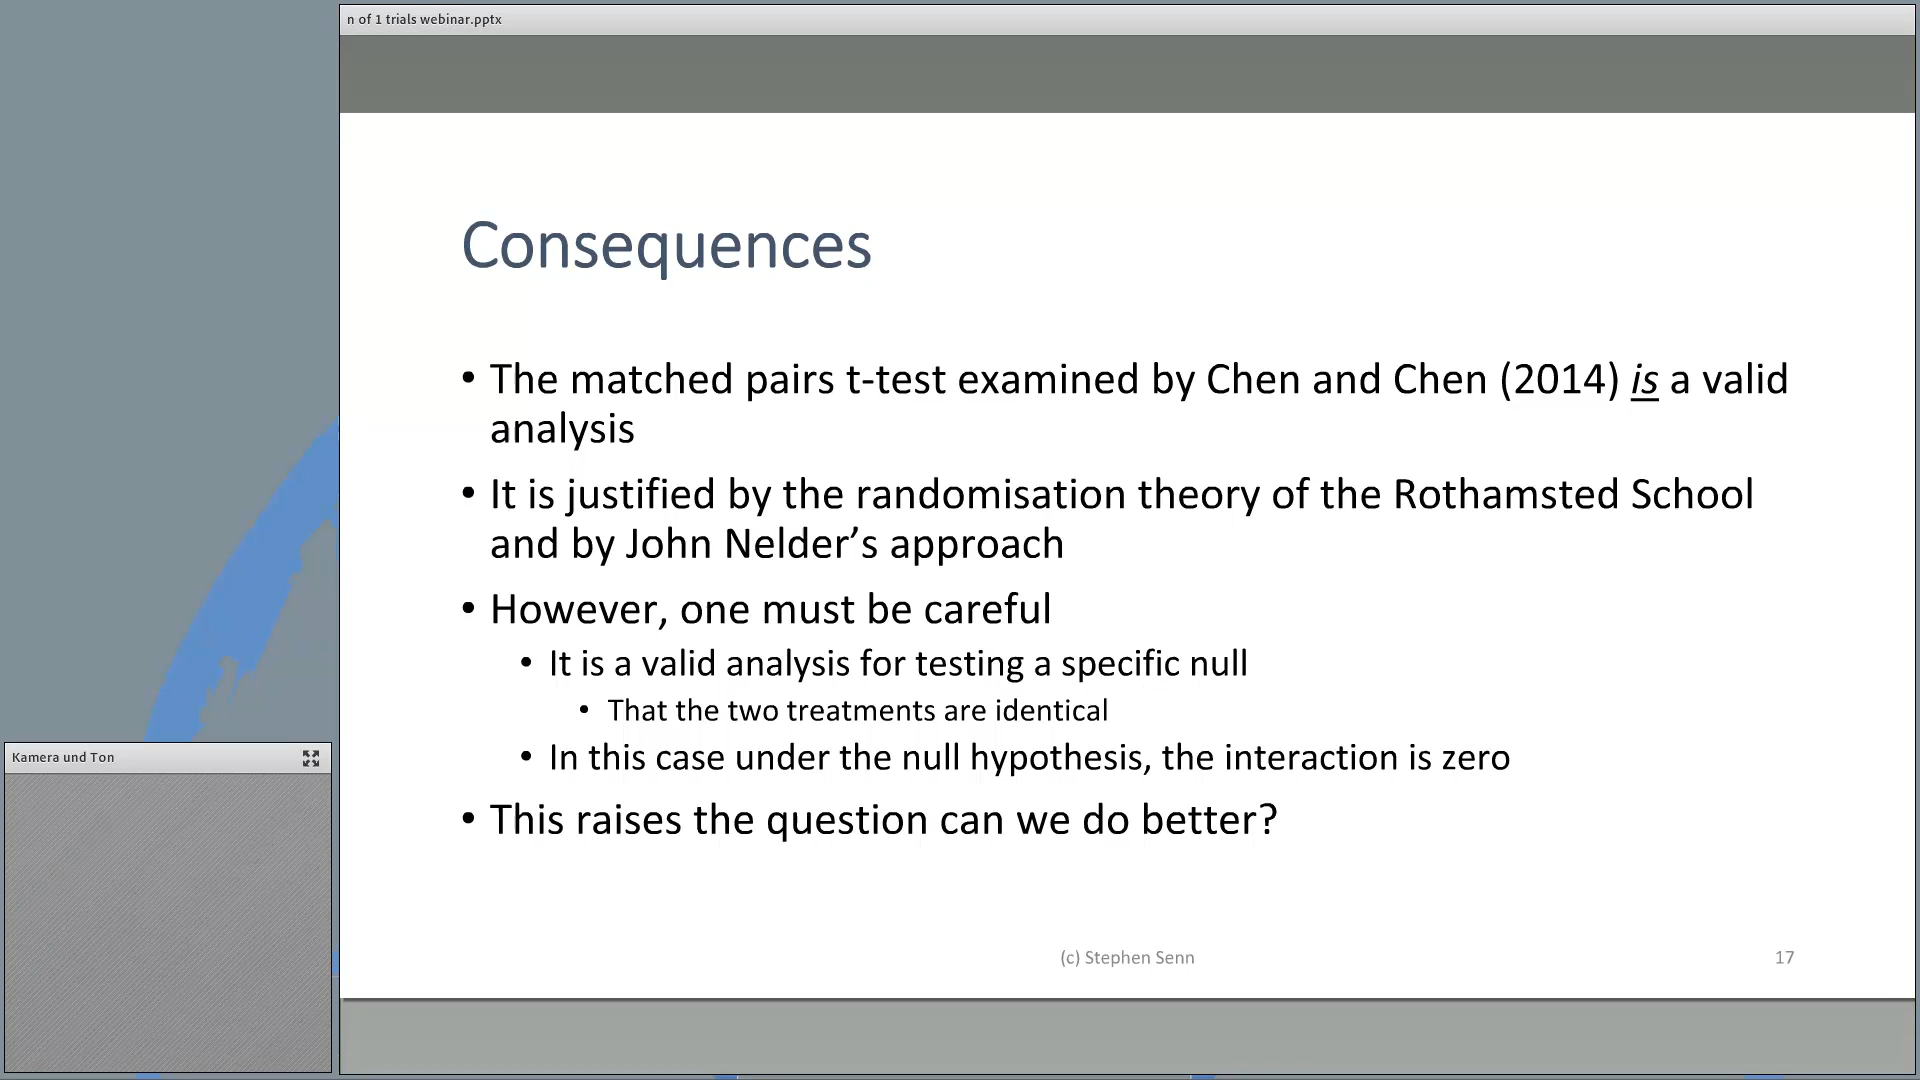 n of 1 trials webinar.pptx
Consequences
• The matched pairs t-test examined by Chen and Chen (2014) is a valid
analysis
• It is justified by the randomisation theory of the Rothamsted School
and by John Nelder’s approach
• However, one must be careful
• It is a valid analysis for testing a specific null
• That the two treatments are identical
• In this case under the null hypothesis, the interaction is zero
• This raises the question can we do better?
(c) Stephen Senn
17
Kamera und Ton